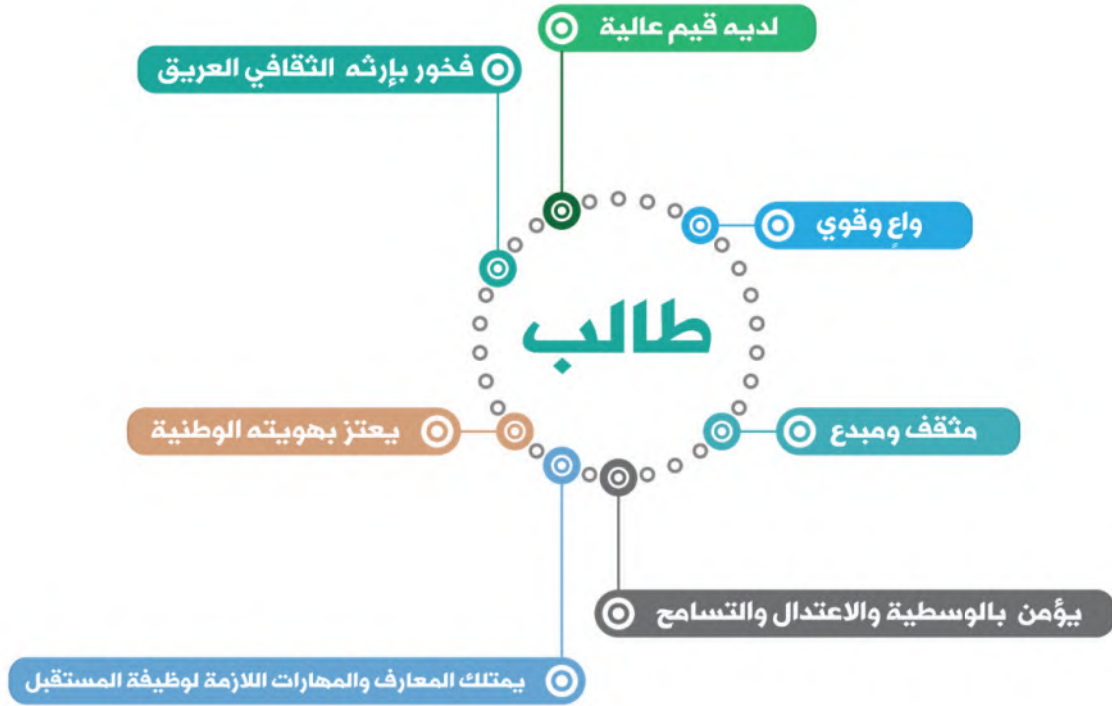 لديه قيم عالية
فخور بإرثه الثقافي العريق
واعٍ وقوي
طالب
مثقف ومبدع
يعتز بهويته الوطنية
يؤمن بالوسطية والاعتدال والتسامح
يمتلك المعارف والمهارات اللازمة لوظيفة المستقبل